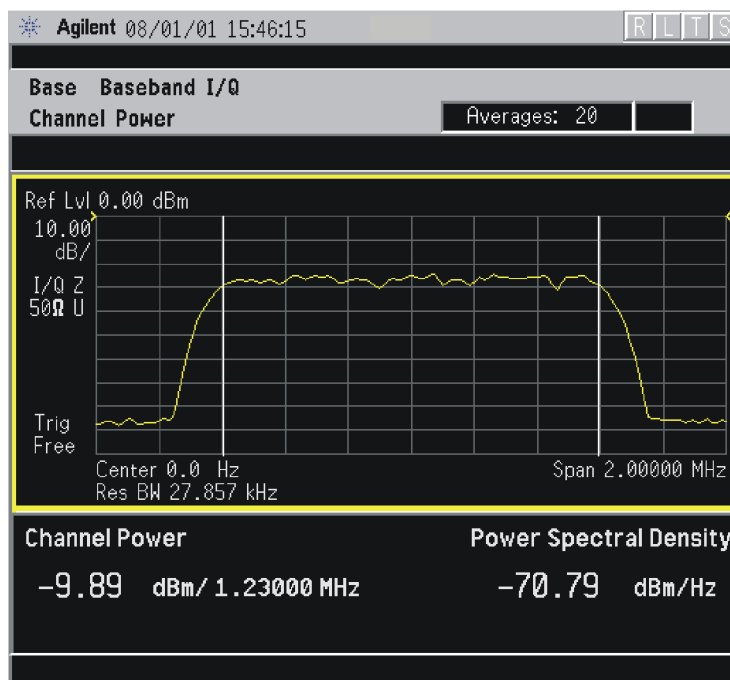 Agilent 08/01/01 15:46:15 R L T S
Base Baseband I/Q
Channel Power
Averages: 20
Ref Lvl 0.00 dBm
10.00
dB/
I/Q Z
50Ω U
Trig
Free
Center 0.0 Hz
Span 2.00000 MHz
Res BW 27.857 kHz
Channel Power
Power Spectral Density
-9.89 dBm/ 1.23000 MHz
-70.79 dBm/Hz